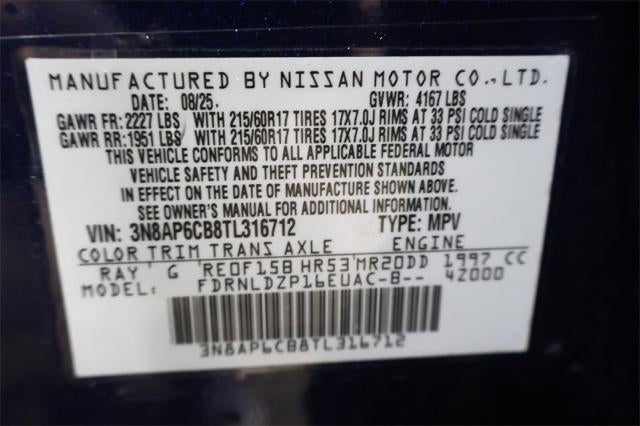 MANUFACTURED BY NISSAN MOTOR CO.,LTD.
DATE: 08/25. GVWR: 4167 LBS
GAWR FR: 2227 LBS WITH 215/60R17 TIRES 17X7.0J RIMS AT 33 PSI COLD SINGLE
GAWR RR: 1951 LBS WITH 215/60R17 TIRES 17X7.0J RIMS AT 33 PSI COLD SINGLE
THIS VEHICLE CONFORMS TO ALL APPLICABLE FEDERAL MOTOR
VEHICLE SAFETY AND THEFT PREVENTION STANDARDS
IN EFFECT ON THE DATE OF MANUFACTURE SHOWN ABOVE.
SEE OWNER'S MANUAL FOR ADDITIONAL INFORMATION.
VIN: 3N8AP6CB8TL316712 TYPE: MPV
COLOR TRIM TRANS AXLE ENGINE
RAY G RE0F15B HR53 MR20DD 1997 CC
MODEL FDRNLDZP16EUAC-B-- 4Z000
3N8AP6CB8TL316712